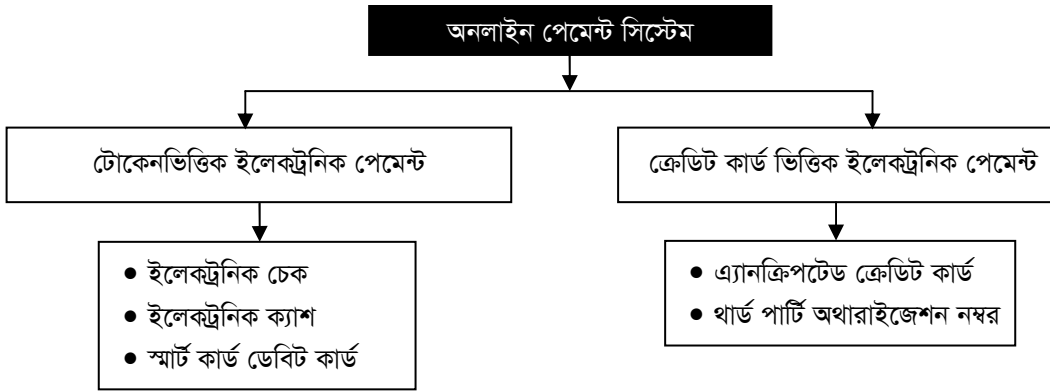 অনলাইন পেমেন্ট সিস্টেম
টোকেনভিত্তিক ইলেকট্রনিক পেমেন্ট
ক্রেডিট কার্ড ভিত্তিক ইলেকট্রনিক পেমেন্ট
● ইলেকট্রনিক চেক
● ইলেকট্রনিক ক্যাশ
● স্মার্ট কার্ড ডেবিট কার্ড
● এ্যানক্রিপটেড ক্রেডিট কার্ড
● থার্ড পার্টি অথারাইজেশন নম্বর